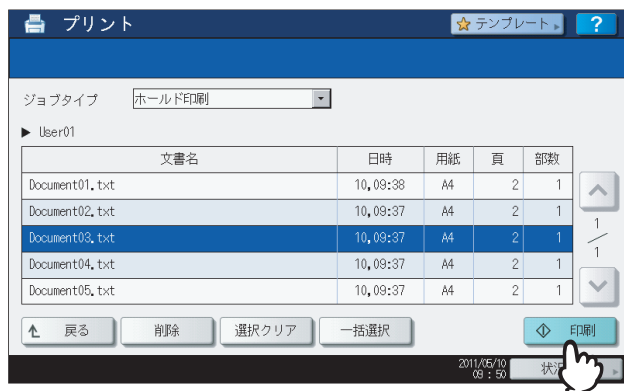 プリント テンプレート ?
ジョブタイプ ホールド印刷
User01
文書名 日時 用紙 頁 部数
Document01.txt 10,09:38 A4 2 1
Document02.txt 10,09:37 A4 2 1
Document03.txt 10,09:37 A4 2 1
Document04.txt 10,09:37 A4 2 1
Document05.txt 10,09:37 A4 2 1
1/1
戻る 削除 選択クリア 一括選択 印刷
2011/05/10
09:50